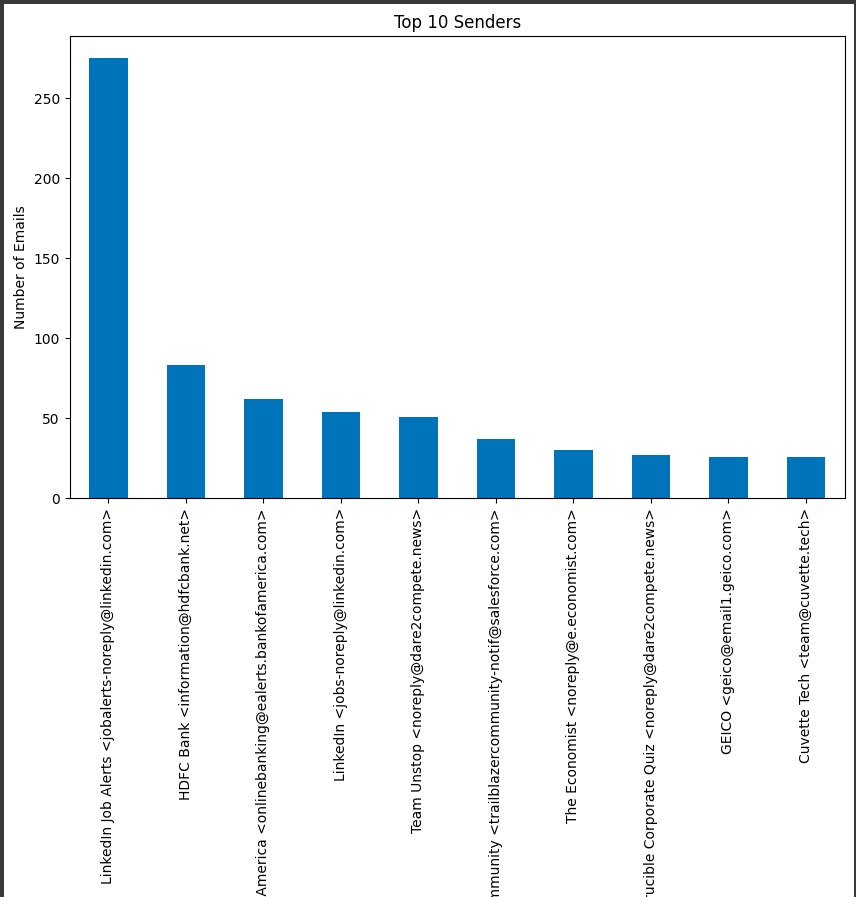 Top 10 Senders
Number of Emails
250
200
150
100
50
0
LinkedIn Job Alerts <jobalerts-noreply@linkedin.com>
HDFC Bank <information@hdfcbank.net>
America <onlinebanking@ealerts.bankofamerica.com>
LinkedIn <jobs-noreply@linkedin.com>
Team Unstop <noreply@dare2compete.news>
mmunity <trailblazercommunity-notif@salesforce.com>
The Economist <noreply@e.economist.com>
rucible Corporate Quiz <noreply@dare2compete.news>
GEICO <geico@email1.geico.com>
Cuvette Tech <team@cuvette.tech>